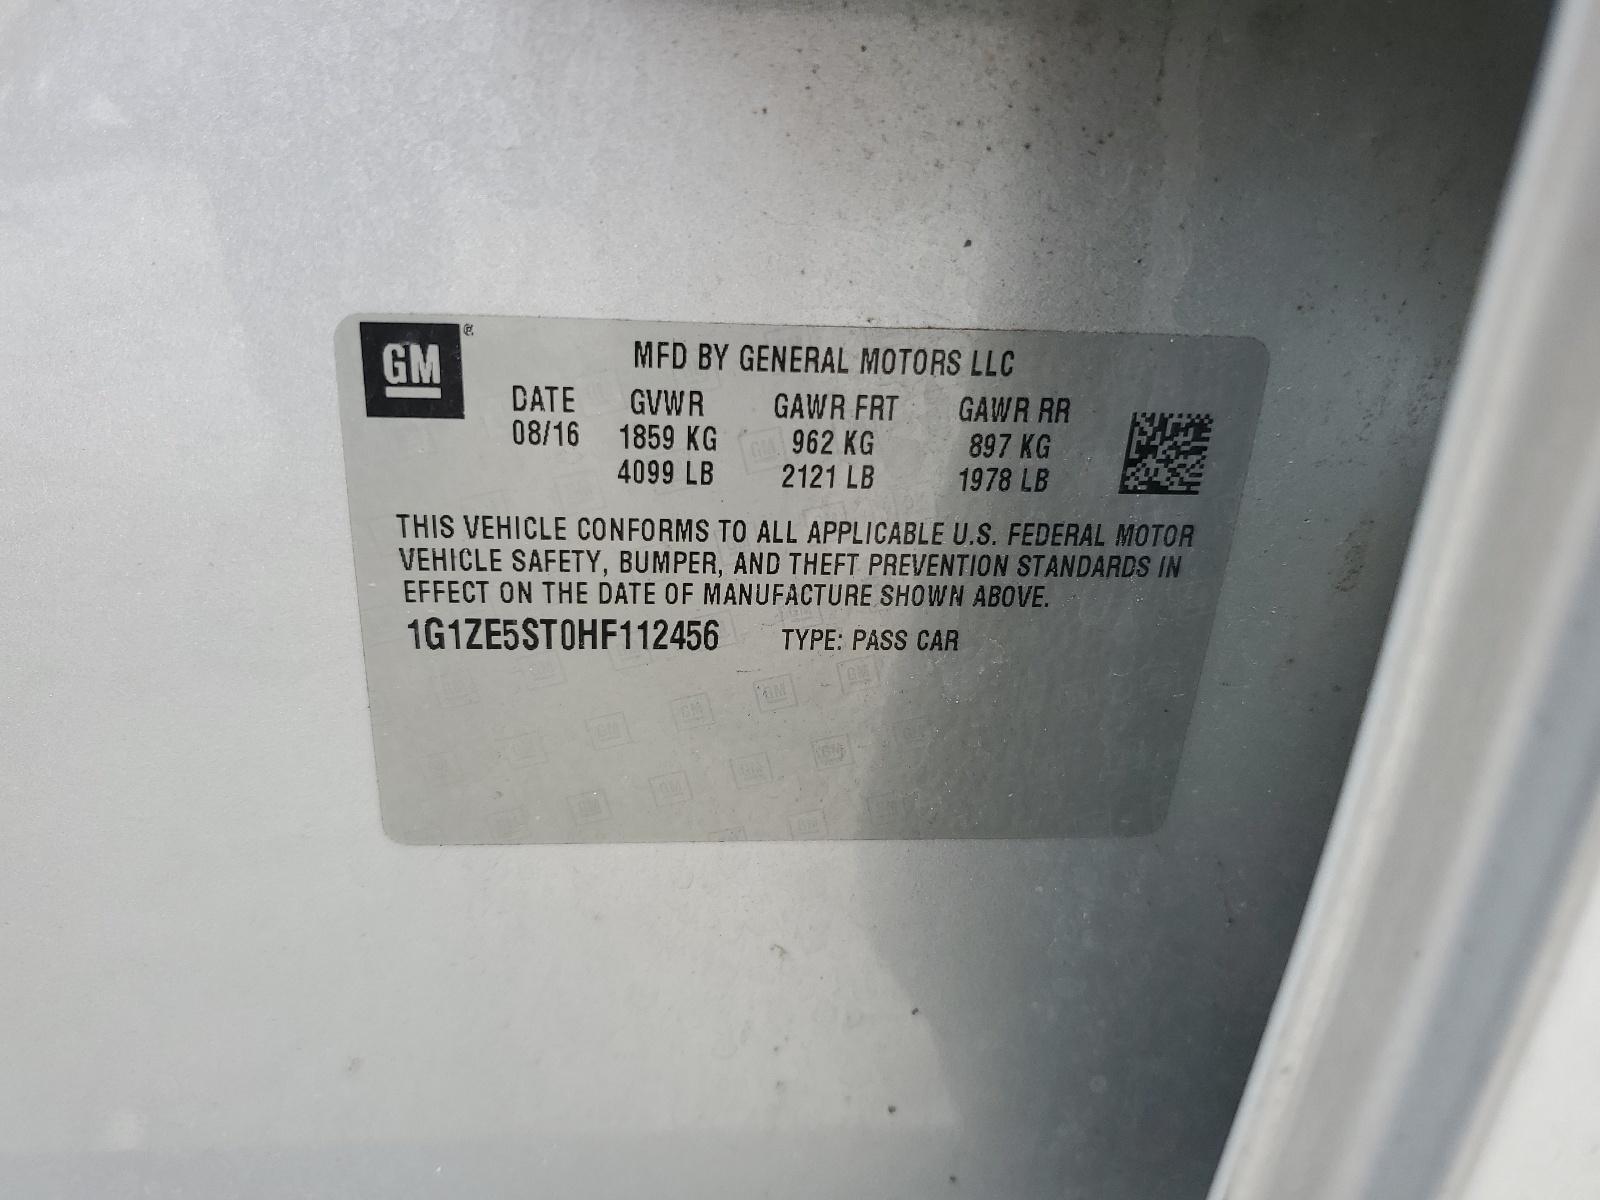 GM
MFD BY GENERAL MOTORS LLC
DATE GVWR GAWR FRT GAWR RR
08/16 1859 KG 962 KG 897 KG
4099 LB 2121 LB 1978 LB
THIS VEHICLE CONFORMS TO ALL APPLICABLE U.S. FEDERAL MOTOR
VEHICLE SAFETY, BUMPER, AND THEFT PREVENTION STANDARDS IN
EFFECT ON THE DATE OF MANUFACTURE SHOWN ABOVE.
1G1ZE5ST0HF112456 TYPE: PASS CAR